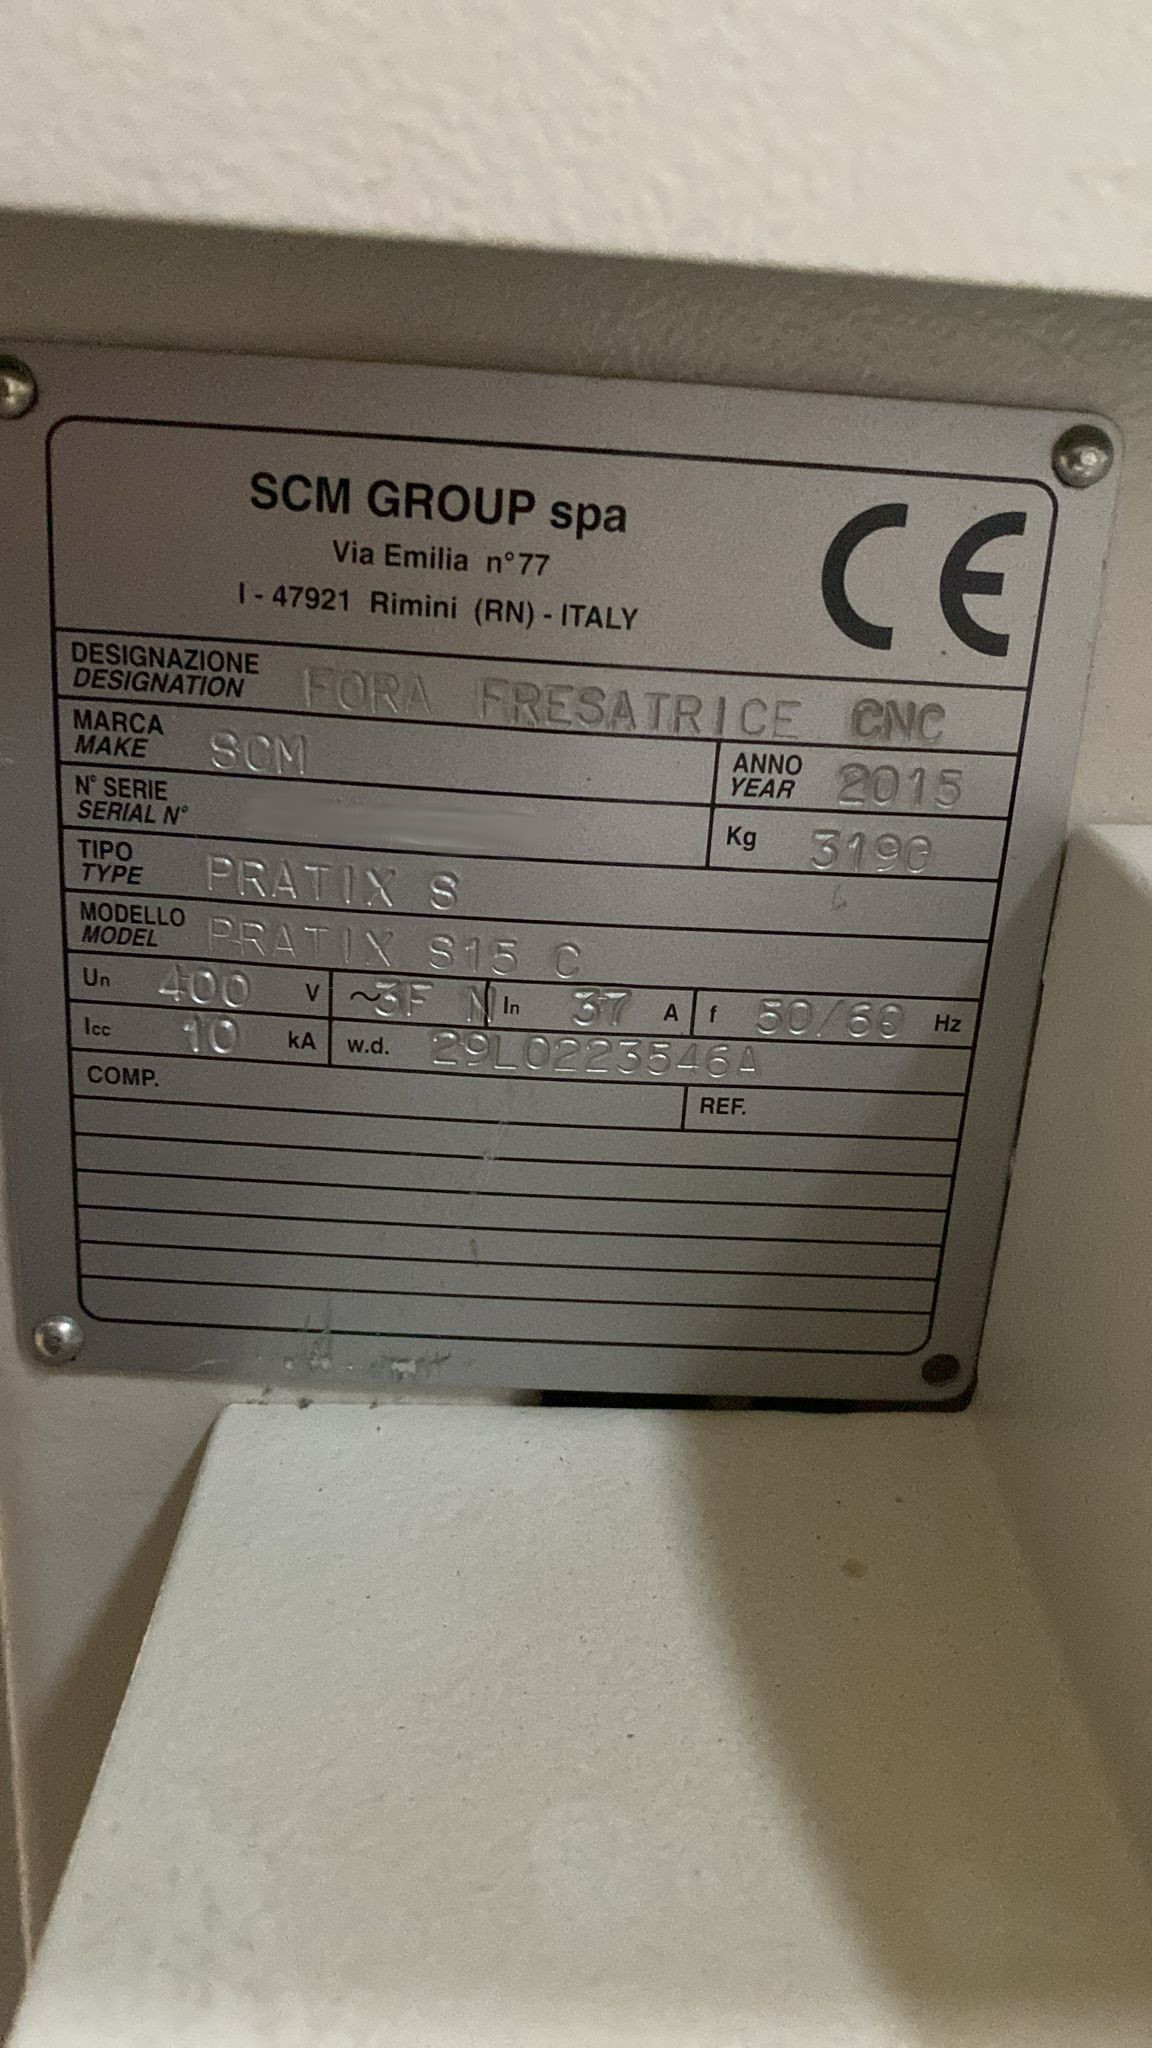 SCM GROUP spa
Via Emilia n°77
I - 47921 Rimini (RN) - ITALY
CE
DESIGNAZIONE
DESIGNATION FORA FRESATRICE CNC
MARCA
MAKE SCM
ANNO
YEAR 2015
N° SERIE
SERIAL N°
Kg 3190
TIPO
TYPE PRATIX S
MODELLO
MODEL PRATIX S15 C
Un 400 V ~3F N In 37 A f 50/60 Hz
Icc 10 kA w.d. 29L0223546A
COMP. REF.